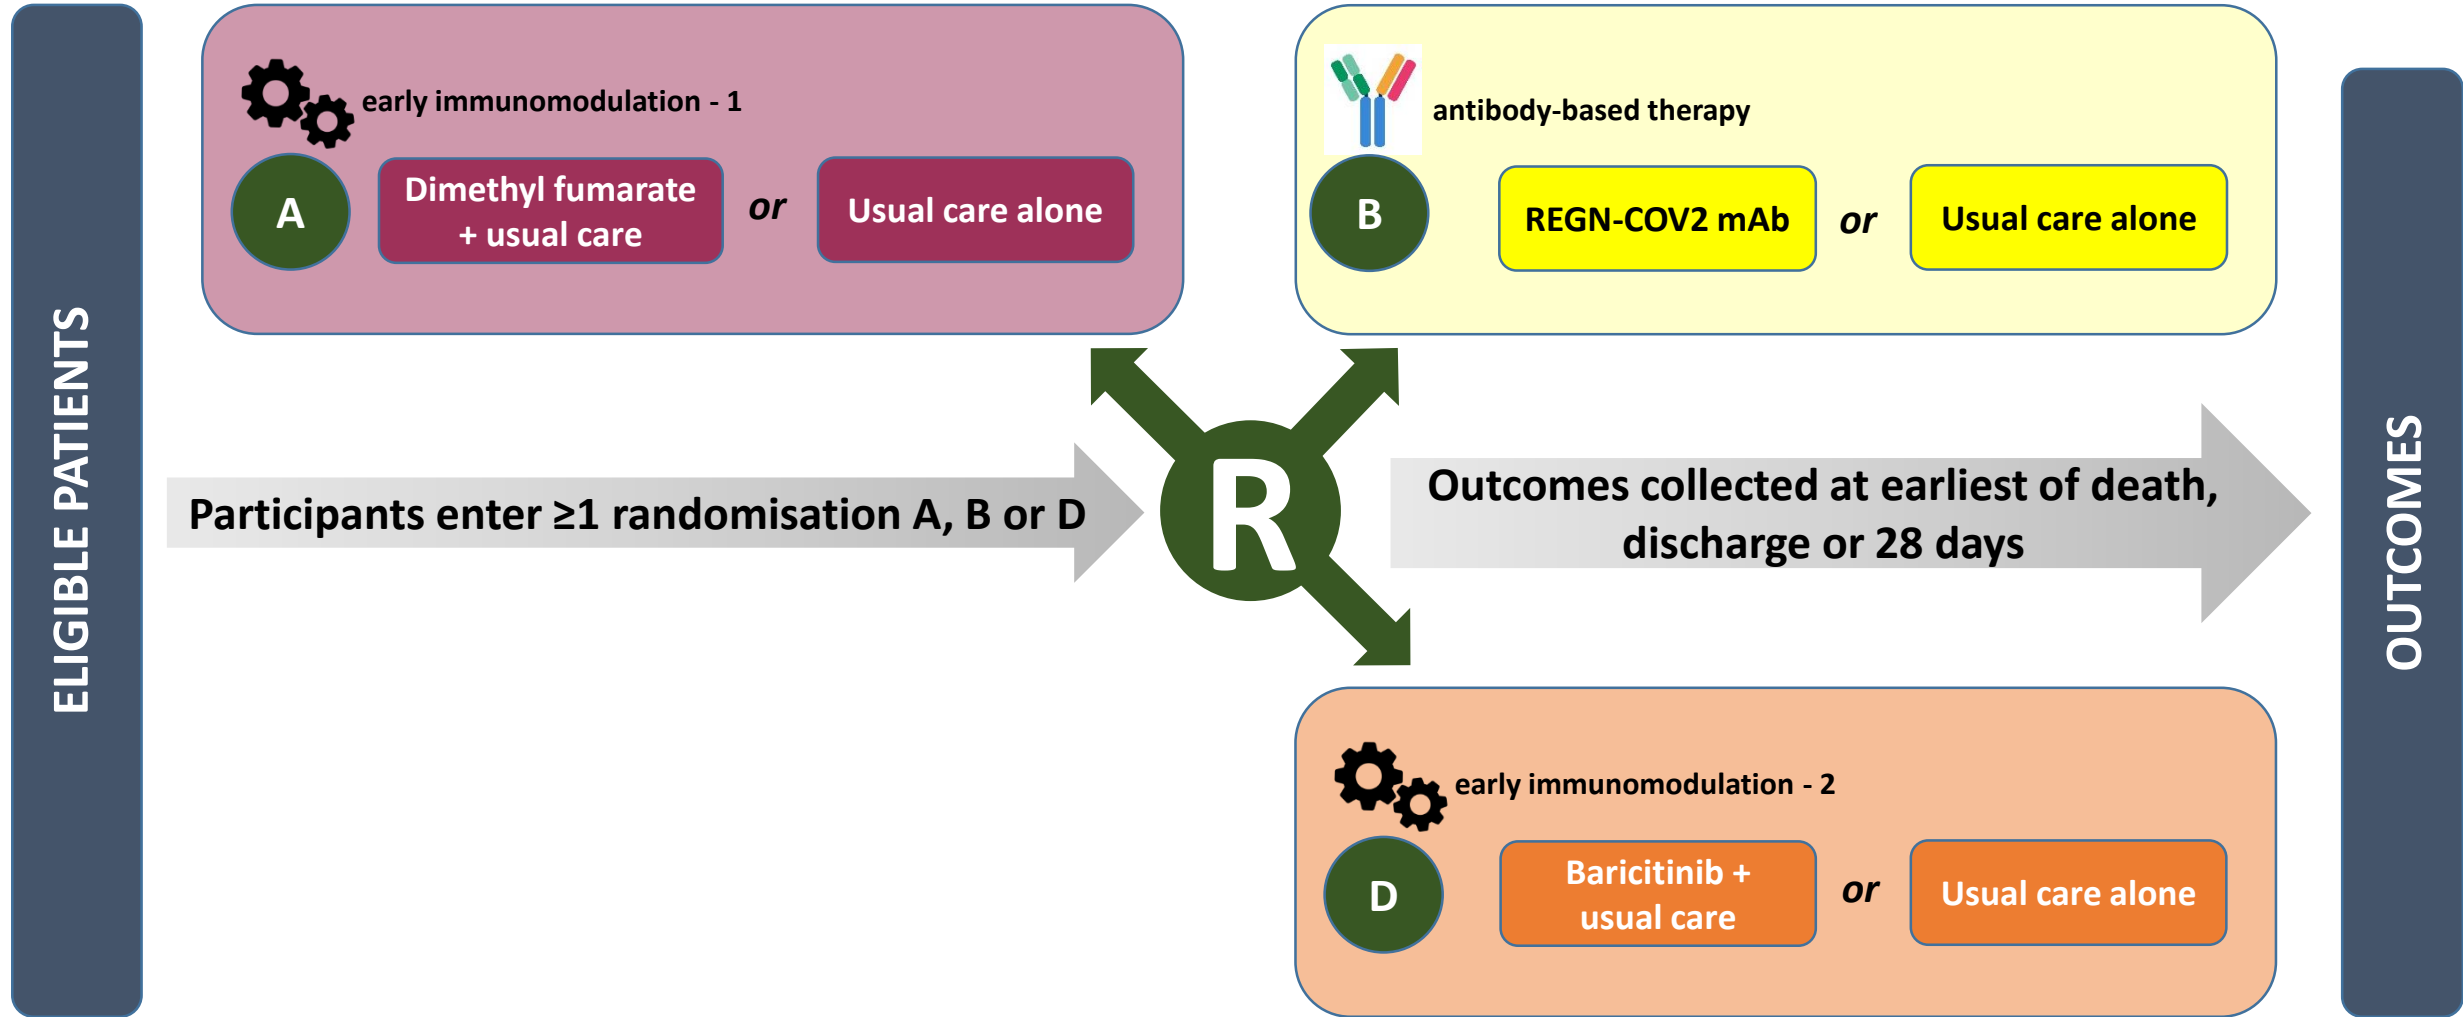 ELIGIBLE PATIENTS
early immunomodulation - 1
A
Dimethyl fumarate
+ usual care
or
Usual care alone
antibody-based therapy
B
REGN-COV2 mAb
or
Usual care alone
Participants enter ≥1 randomisation A, B or D
R
Outcomes collected at earliest of death,
discharge or 28 days
early immunomodulation - 2
D
Baricitinib +
usual care
or
Usual care alone
OUTCOMES